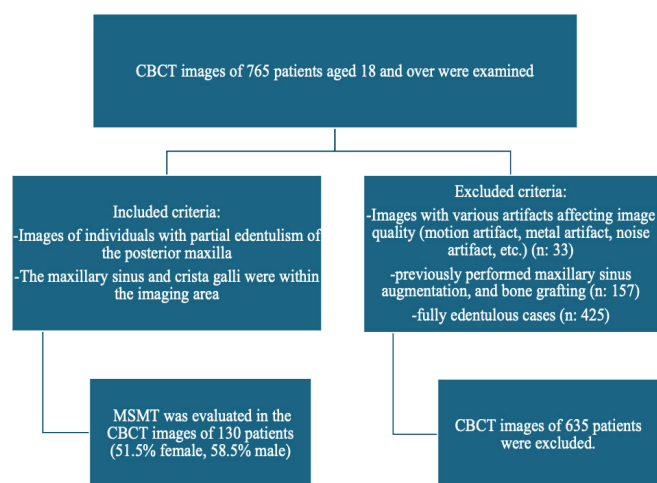 CBCT images of 765 patients aged 18 and over were examined
Included criteria:
-Images of individuals with partial edentulism of
the posterior maxilla
-The maxillary sinus and crista galli were within
the imaging area
Excluded criteria:
-Images with various artifacts affecting image
quality (motion artifact, metal artifact, noise
artifact, etc.) (n: 33)
-previously performed maxillary sinus
augmentation, and bone grafting (n: 157)
-fully edentulous cases (n: 425)
MSMT was evaluated in the
CBCT images of 130 patients
(51.5% female, 58.5% male)
CBCT images of 635 patients
were excluded.